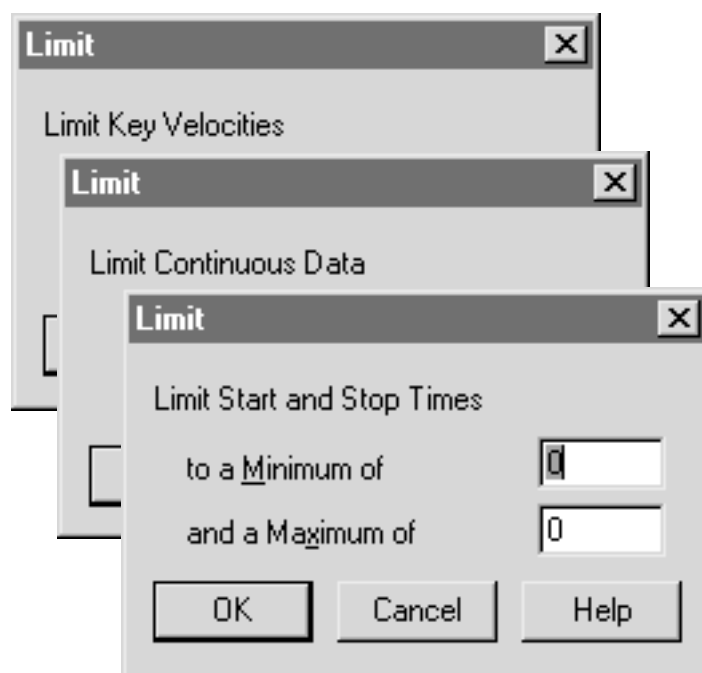 Limit
Limit Key Velocities
Limit
Limit Continuous Data
Limit
Limit Start and Stop Times
to a Minimum of 0
and a Maximum of 0
OK Cancel Help